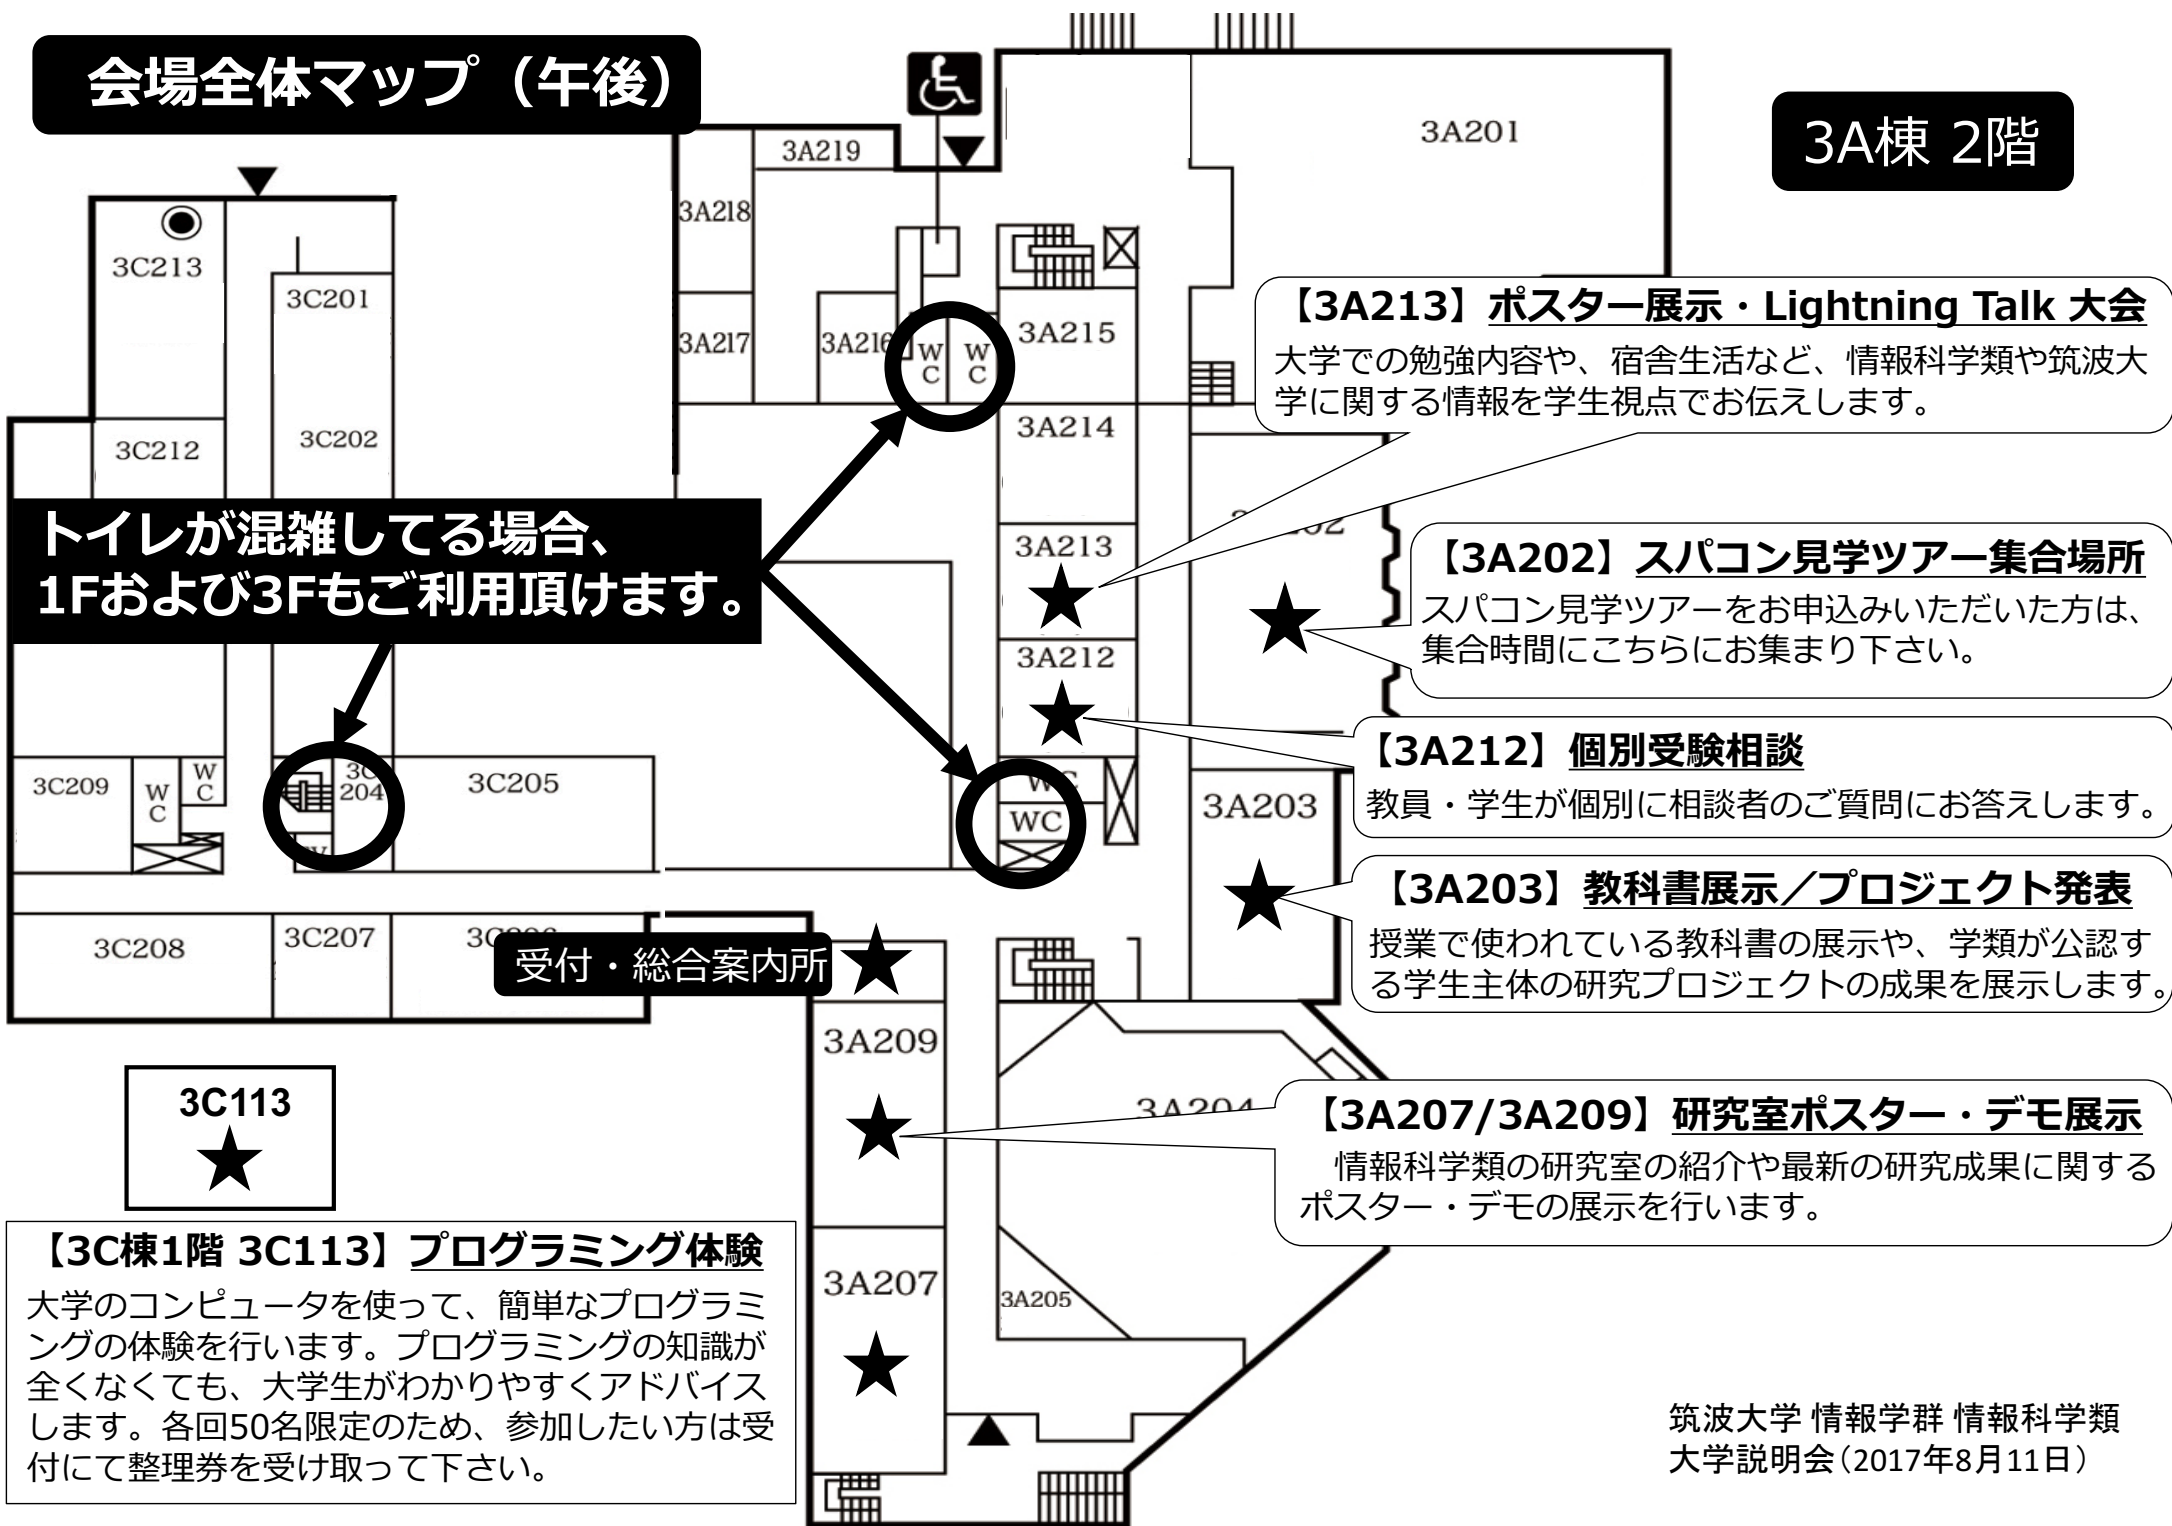 会場全体マップ（午後）
3A棟 2階
3A201
3A219
3A218
3A217
3A216
W
C
W
C
3A215
3A214
3A213
3A212
3C213
3C201
3C212
3C202
【3A213】ポスター展示・Lightning Talk 大会
大学での勉強内容や、宿舎生活など、情報科学類や筑波大
学に関する情報を学生視点でお伝えします。
トイレが混雑してる場合、
1Fおよび3Fもご利用頂けます。
【3A202】スパコン見学ツアー集合場所
スパコン見学ツアーをお申込みいただいた方は、
集合時間にこちらにお集まり下さい。
【3A212】個別受験相談
教員・学生が個別に相談者のご質問にお答えします。
3C209
W
C
W
C
3C
204
3C205
WC
WC
3A203
【3A203】教科書展示／プロジェクト発表
授業で使われている教科書の展示や、学類が公認す
る学生主体の研究プロジェクトの成果を展示します。
3C208
3C207
受付・総合案内所
3A209
3A204
3A207
3A205
【3A207/3A209】研究室ポスター・デモ展示
情報科学類の研究室の紹介や最新の研究成果に関する
ポスター・デモの展示を行います。
3C113
【3C棟1階 3C113】プログラミング体験
大学のコンピュータを使って、簡単なプログラミ
ングの体験を行います。プログラミングの知識が
全くなくても、大学生がわかりやすくアドバイス
します。各回50名限定のため、参加したい方は受
付にて整理券を受け取って下さい。
筑波大学 情報学群 情報科学類
大学説明会（2017年8月11日）